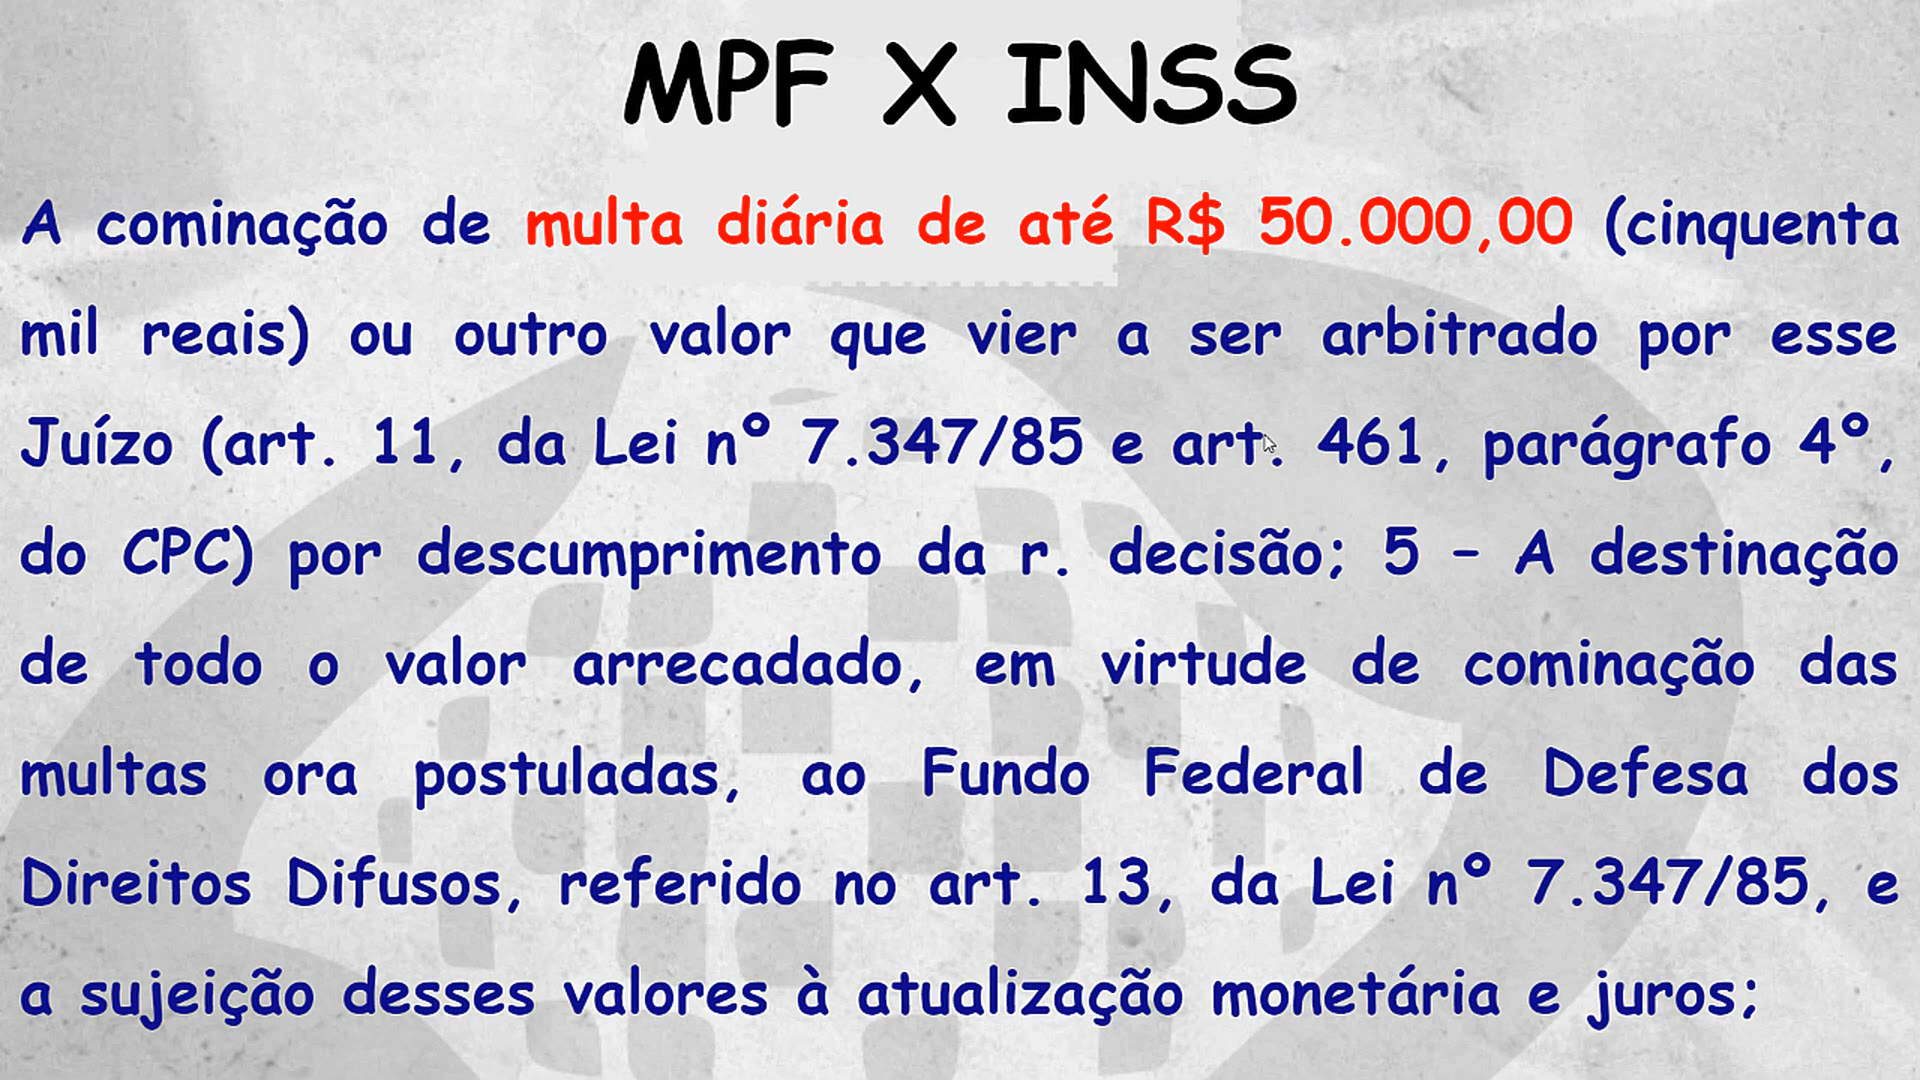 MPF X INSS
A cominação de multa diária de até R$ 50.000,00 (cinquenta
mil reais) ou outro valor que vier a ser arbitrado por esse
Juízo (art. 11, da Lei nº 7.347/85 e art. 461, parágrafo 4º,
do CPC) por descumprimento da r. decisão; 5 – A destinação
de todo o valor arrecadado, em virtude de cominação das
multas ora postuladas, ao Fundo Federal de Defesa dos
Direitos Difusos, referido no art. 13, da Lei nº 7.347/85, e
a sujeição desses valores à atualização monetária e juros;